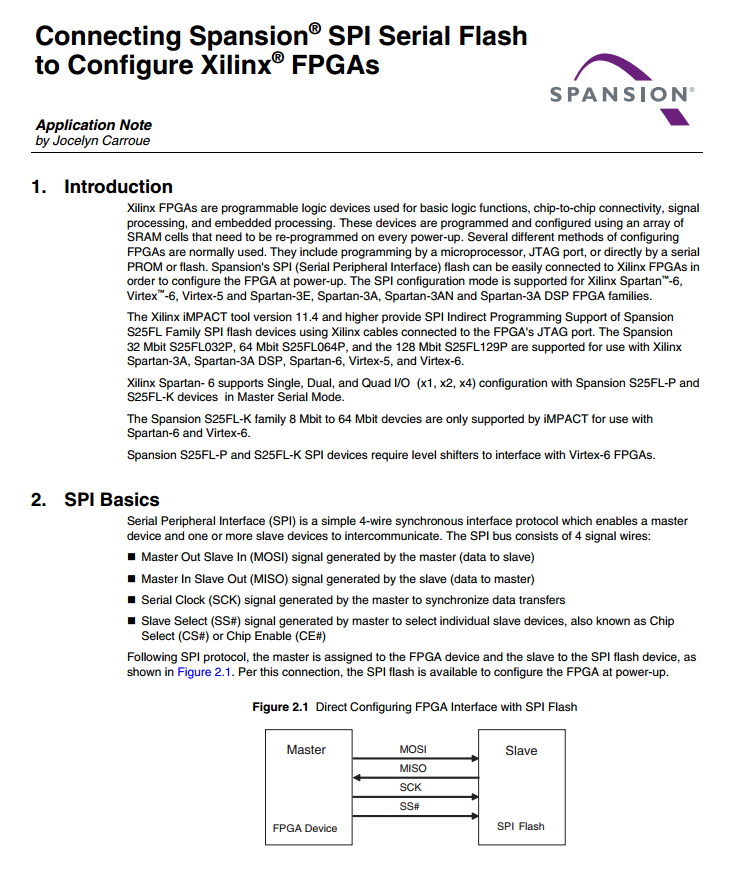 Connecting Spansion® SPI Serial Flash
to Configure Xilinx® FPGAs
SPANSION®
Application Note
by Jocelyn Carroue
1. Introduction
Xilinx FPGAs are programmable logic devices used for basic logic functions, chip-to-chip connectivity, signal
processing, and embedded processing. These devices are programmed and configured using an array of
SRAM cells that need to be re-programmed on every power-up. Several different methods of configuring
FPGAs are normally used. They include programming by a microprocessor, JTAG port, or directly by a serial
PROM or flash. Spansion's SPI (Serial Peripheral Interface) flash can be easily connected to Xilinx FPGAs in
order to configure the FPGA at power-up. The SPI configuration mode is supported for Xilinx Spartan™-6,
Virtex™-6, Virtex-5 and Spartan-3E, Spartan-3A, Spartan-3AN and Spartan-3A DSP FPGA families.
The Xilinx iMPACT tool version 11.4 and higher provide SPI Indirect Programming Support of Spansion
S25FL Family SPI flash devices using Xilinx cables connected to the FPGA's JTAG port. The Spansion
32 Mbit S25FL032P, 64 Mbit S25FL064P, and the 128 Mbit S25FL129P are supported for use with Xilinx
Spartan-3A, Spartan-3A DSP, Spartan-6, Virtex-5, and Virtex-6.
Xilinx Spartan- 6 supports Single, Dual, and Quad I/O (x1, x2, x4) configuration with Spansion S25FL-P and
S25FL-K devices in Master Serial Mode.
The Spansion S25FL-K family 8 Mbit to 64 Mbit devcies are only supported by iMPACT for use with
Spartan-6 and Virtex-6.
Spansion S25FL-P and S25FL-K SPI devices require level shifters to interface with Virtex-6 FPGAs.
2. SPI Basics
Serial Peripheral Interface (SPI) is a simple 4-wire synchronous interface protocol which enables a master
device and one or more slave devices to intercommunicate. The SPI bus consists of 4 signal wires:
■ Master Out Slave In (MOSI) signal generated by the master (data to slave)
■ Master In Slave Out (MISO) signal generated by the slave (data to master)
■ Serial Clock (SCK) signal generated by the master to synchronize data transfers
■ Slave Select (SS#) signal generated by master to select individual slave devices, also known as Chip
Select (CS#) or Chip Enable (CE#)
Following SPI protocol, the master is assigned to the FPGA device and the slave to the SPI flash device, as
shown in Figure 2.1. Per this connection, the SPI flash is available to configure the FPGA at power-up.
Figure 2.1 Direct Configuring FPGA Interface with SPI Flash
Master
MOSI
Slave
MISO
SCK
SS#
FPGA Device
SPI Flash